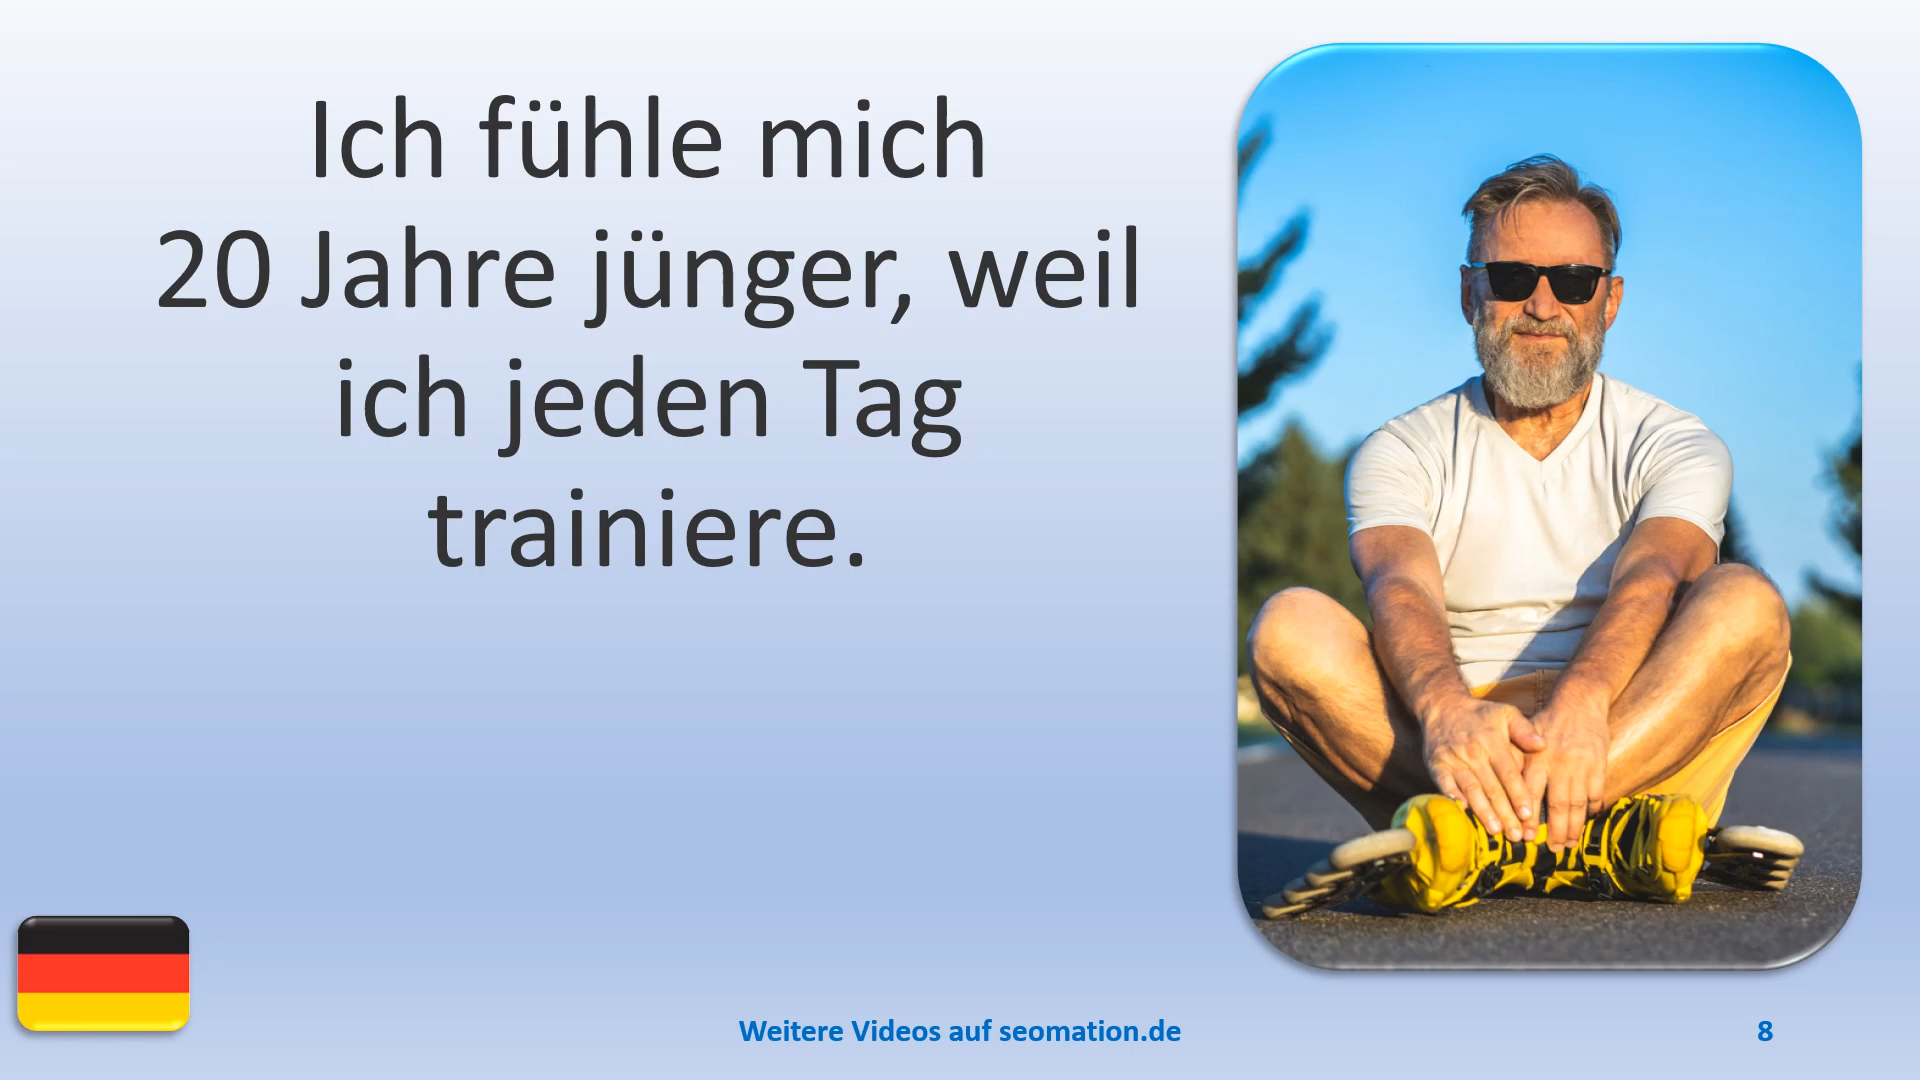 Ich fühle mich
20 Jahre jünger, weil
ich jeden Tag
trainiere.
Weitere Videos auf seomation.de
8